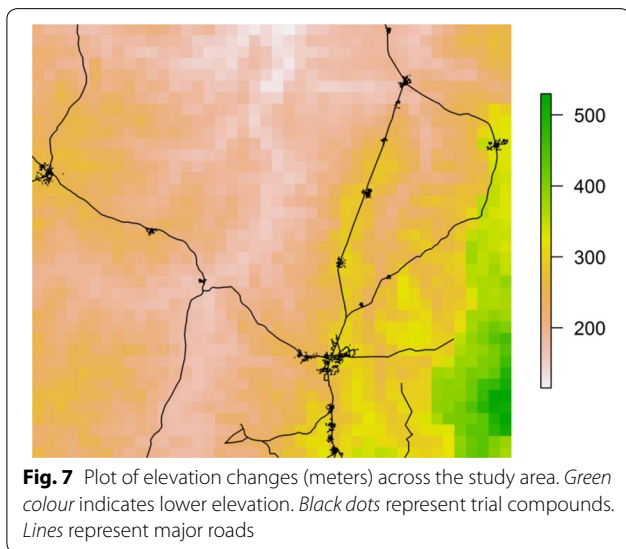 500
400
300
200
Fig. 7 Plot of elevation changes (meters) across the study area. Green
colour indicates lower elevation. Black dots represent trial compounds.
Lines represent major roads